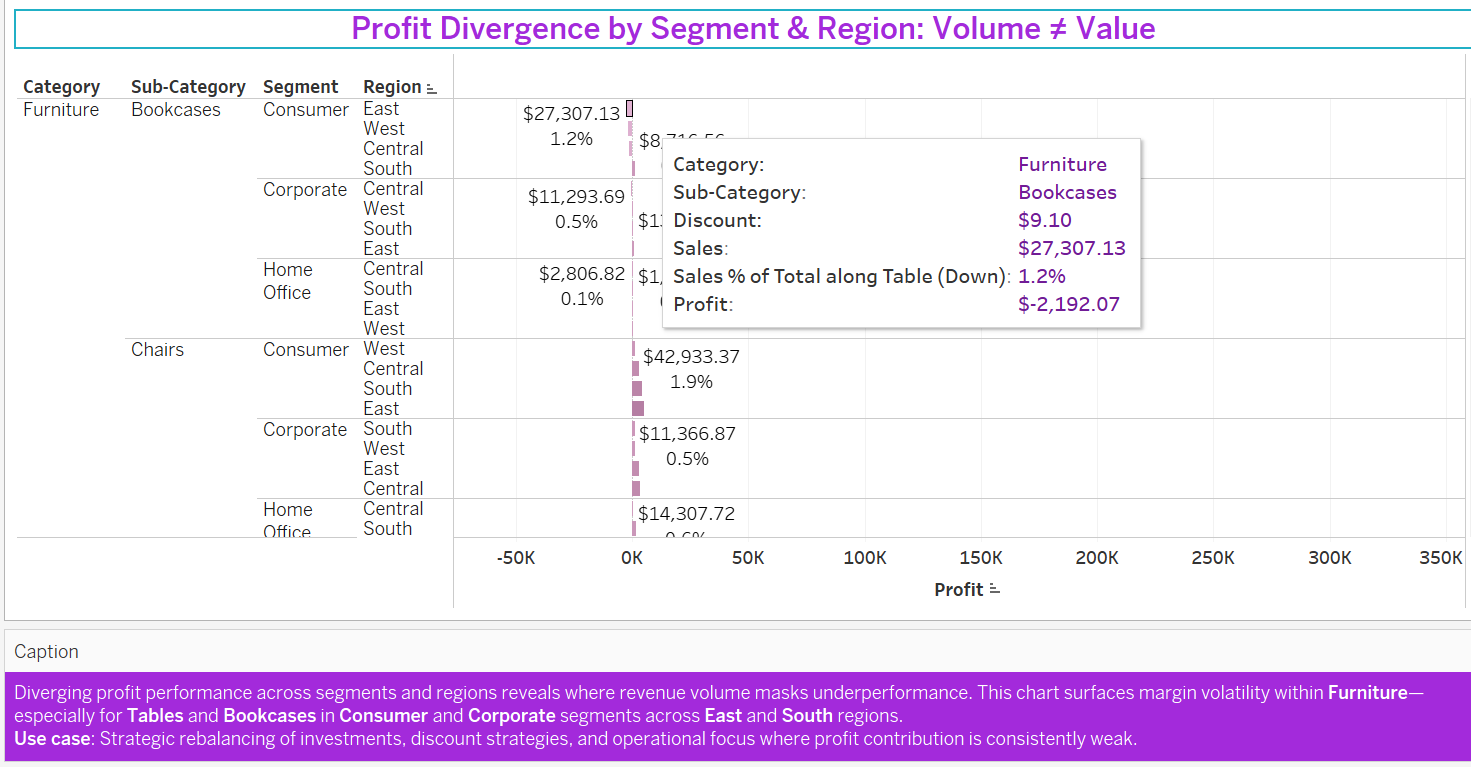 Profit Divergence by Segment & Region: Volume ≠ Value
Category Sub-Category Segment Region
Furniture Bookcases Consumer East
West
Central
South
$27,307.13
1.2%
Corporate Central
West
South
East
$11,293.69
0.5%
Home
Office
Central
South
East
West
$2,806.82
0.1%
Category: Furniture
Sub-Category: Bookcases
Discount: $9.10
Sales: $27,307.13
Sales % of Total along Table (Down): 1.2%
Profit: $-2,192.07
Chairs Consumer West
Central
South
East
$42,933.37
1.9%
Corporate South
West
East
Central
$11,366.87
0.5%
Home
Office
Central
South
$14,307.72
-50K 0K 50K 100K 150K 200K 250K 300K 350K
Profit
Caption
Diverging profit performance across segments and regions reveals where revenue volume masks underperformance. This chart surfaces margin volatility within Furniture—
especially for Tables and Bookcases in Consumer and Corporate segments across East and South regions.
Use case: Strategic rebalancing of investments, discount strategies, and operational focus where profit contribution is consistently weak.